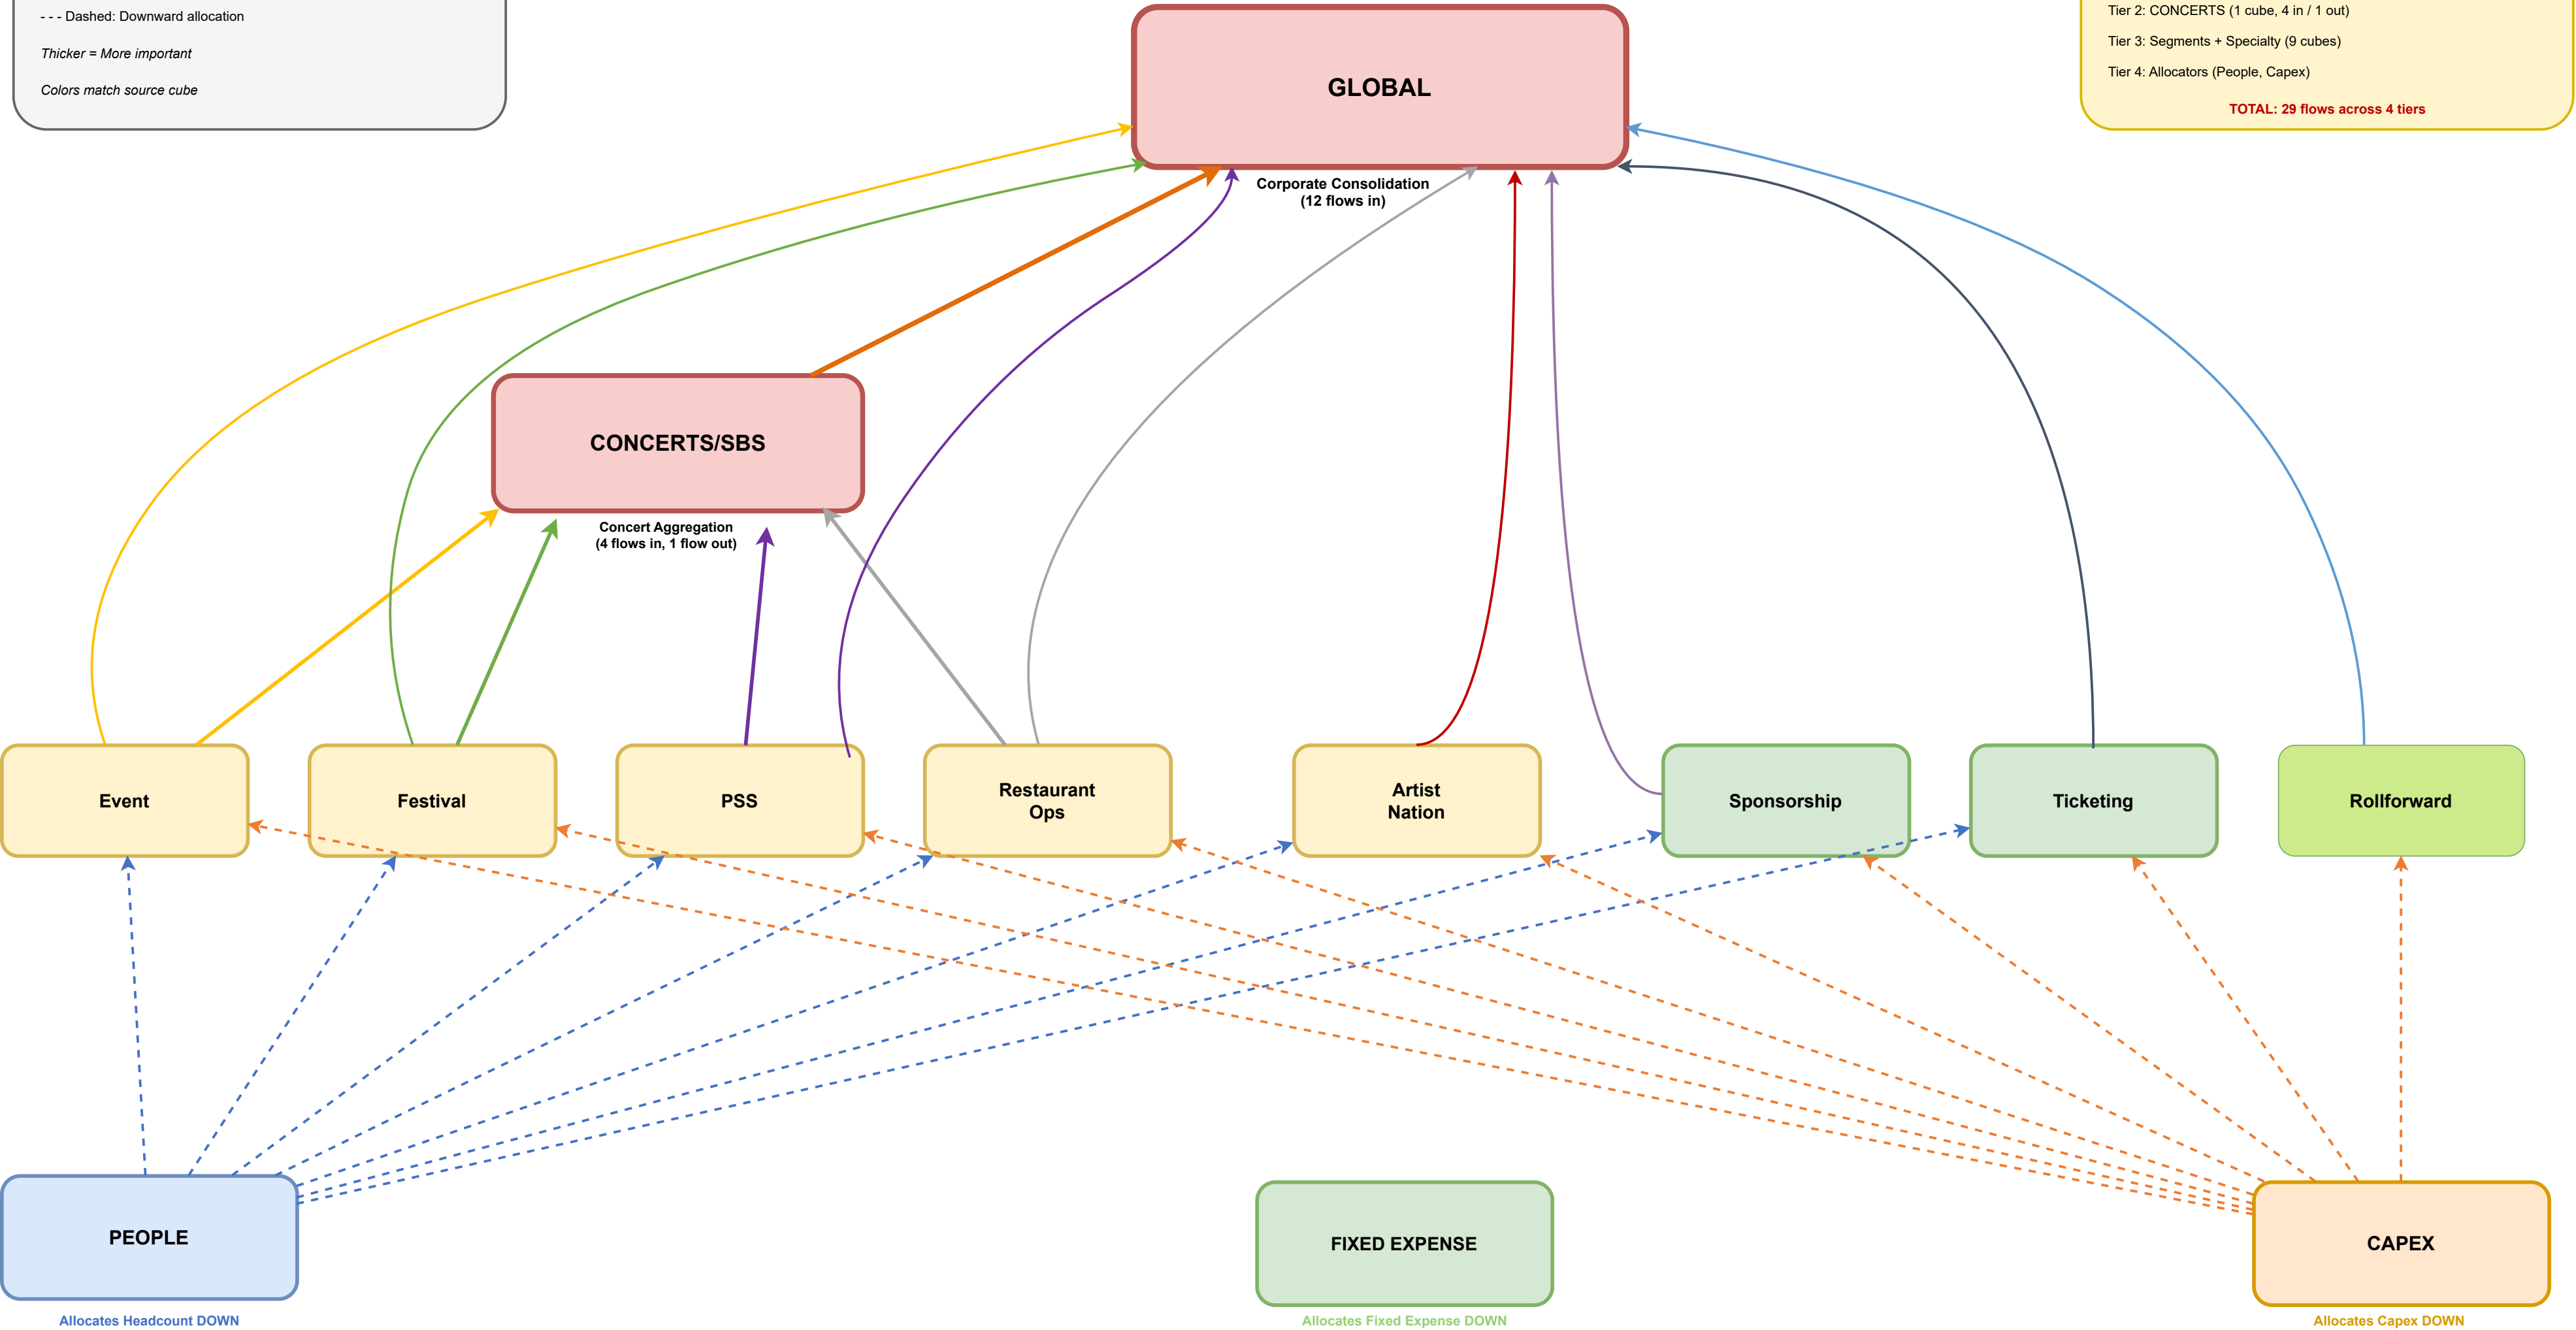 - - - Dashed: Downward allocation
Thicker = More important
Colors match source cube
Tier 2: CONCERTS (1 cube, 4 in / 1 out)
Tier 3: Segments + Specialty (9 cubes)
Tier 4: Allocators (People, Capex)
TOTAL: 29 flows across 4 tiers
GLOBAL
Corporate Consolidation
(12 flows in)
CONCERTS/SBS
Concert Aggregation
(4 flows in, 1 flow out)
Event
Festival
PSS
Restaurant
Ops
Artist
Nation
Sponsorship
Ticketing
Rollforward
PEOPLE
FIXED EXPENSE
CAPEX
Allocates Headcount DOWN
Allocates Fixed Expense DOWN
Allocates Capex DOWN